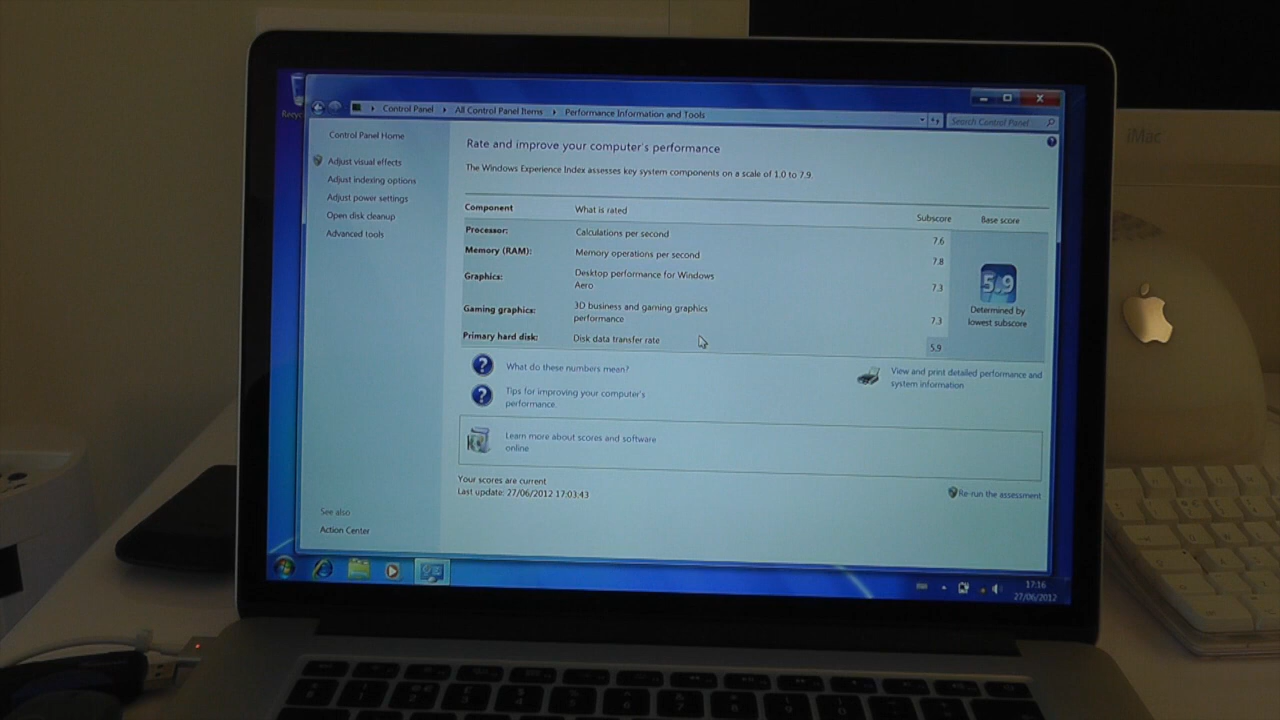 Recyc
Control Panel ▸ All Control Panel Items ▸ Performance Information and Tools
Search Control Panel
iMac
Control Panel Home
Adjust visual effects
Adjust indexing options
Adjust power settings
Open disk cleanup
Advanced tools
Rate and improve your computer's performance
The Windows Experience Index assesses key system components on a scale of 1.0 to 7.9.
Component What is rated Subscore Base score
Processor: Calculations per second 7.6
Memory (RAM): Memory operations per second 7.8
Graphics: Desktop performance for Windows
Aero 7.3
Gaming graphics: 3D business and gaming graphics
performance 7.3
Primary hard disk: Disk data transfer rate 5.9
5.9
Determined by
lowest subscore
What do these numbers mean?
Tips for improving your computer's
performance.
View and print detailed performance and
system information
Learn more about scores and software
online
Your scores are current
Last update: 27/06/2012 17:03:43
Re-run the assessment
See also
Action Center
17:16
27/06/2012